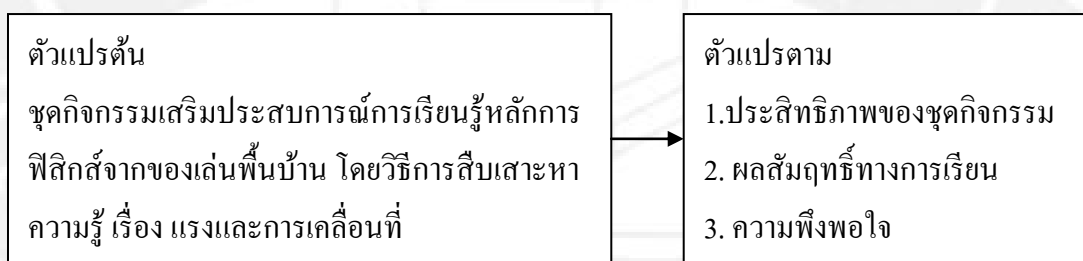 ตัวแปรต้น
ชุดกิจกรรมเสริมประสบการณ์การเรียนรู้หลักการ
ฟิสิกส์จากของเล่นพื้นบ้าน โดยวิธีการสืบเสาะหา
ความรู้ เรื่อง แรงและการเคลื่อนที่
ตัวแปรตาม
1.ประสิทธิภาพของชุดกิจกรรม
2. ผลสัมฤทธิ์ทางการเรียน
3. ความพึงพอใจ